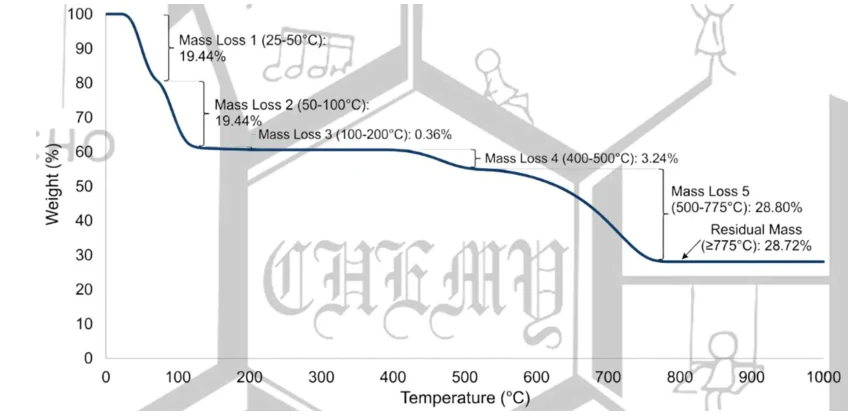 100
90
80
70
60
50
40
30
20
10
0
Weight (%)
0 100 200 300 400 500 600 700 800 900 1000
Temperature (°C)
Mass Loss 1 (25-50°C):
19.44%
Mass Loss 2 (50-100°C):
19.44%
Mass Loss 3 (100-200°C): 0.36%
Mass Loss 4 (400-500°C): 3.24%
Mass Loss 5
(500-775°C): 28.80%
Residual Mass
(≥775°C): 28.72%
HO
CHEMY